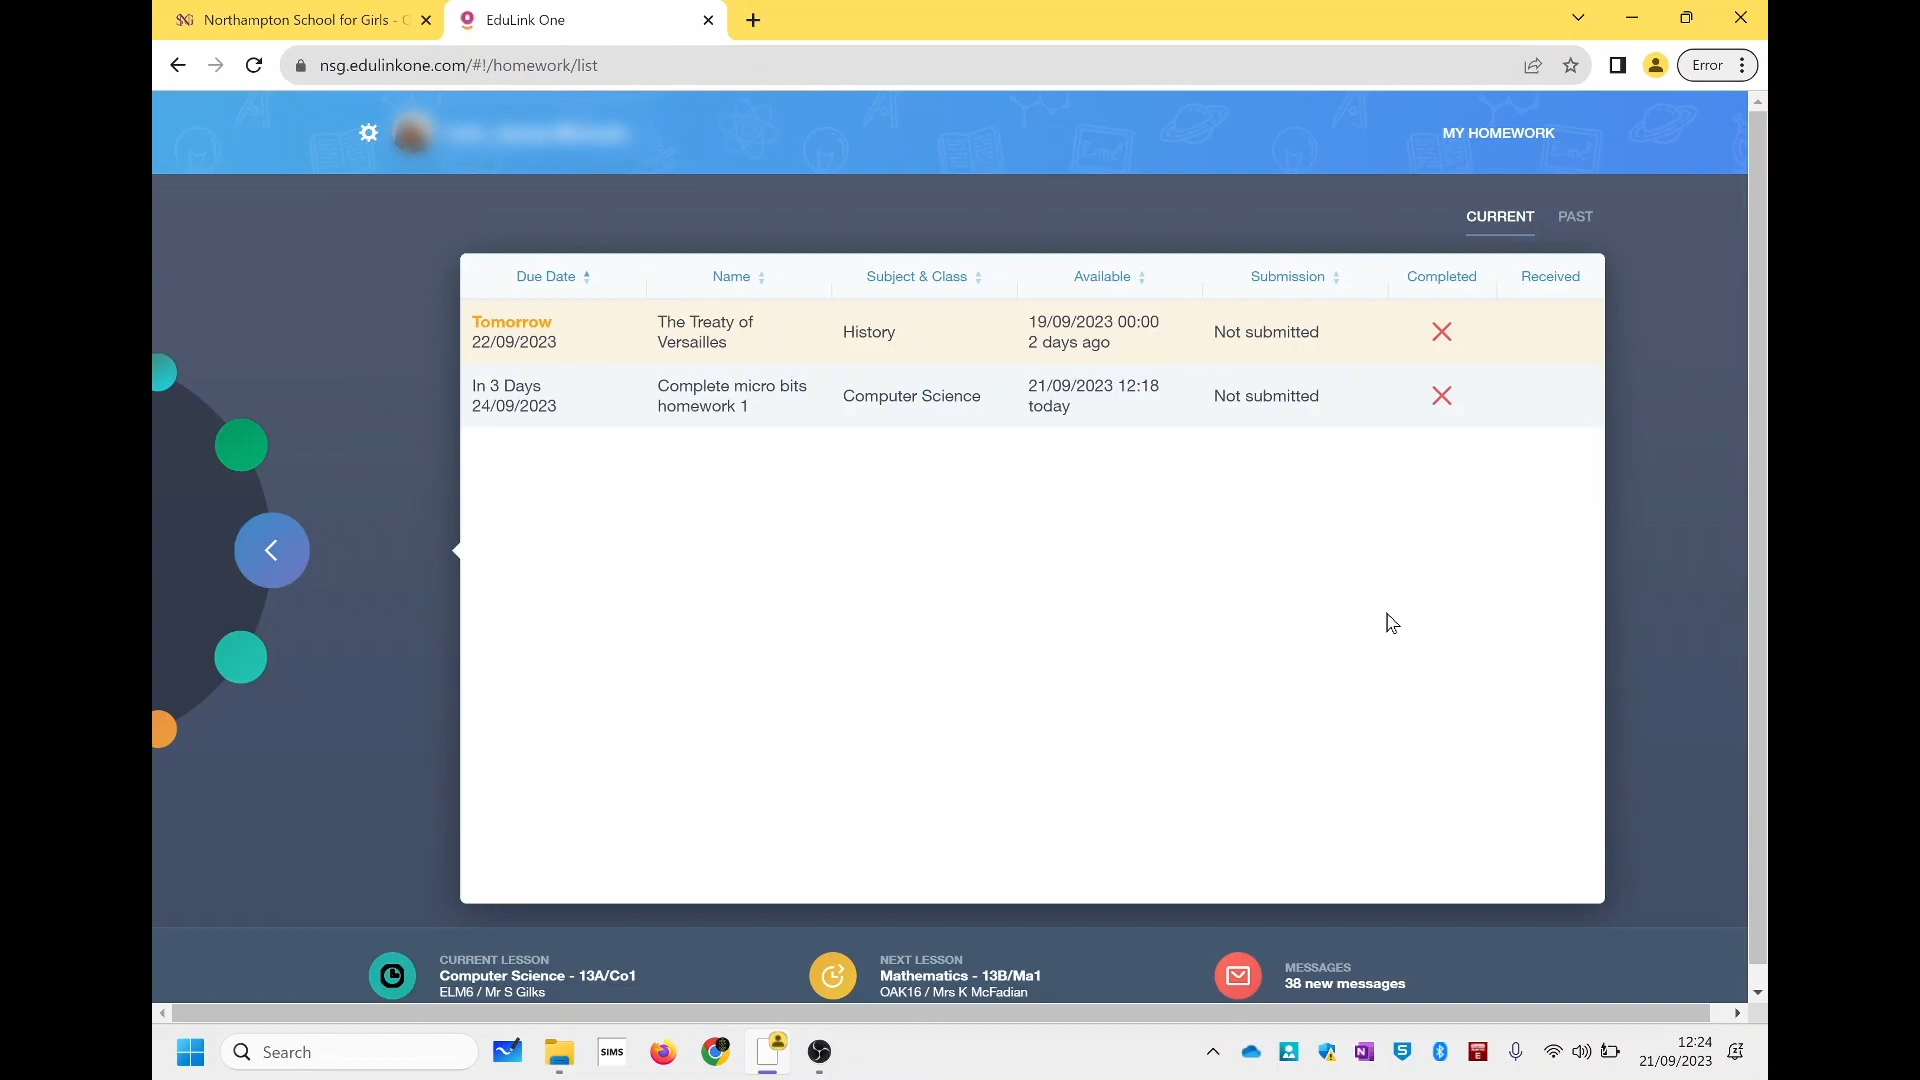 Northampton School for Girls - C
EduLink One
nsg.edulinkone.com/#!/homework/list
Error
MY HOMEWORK
CURRENT PAST
Due Date Name Subject & Class Available Submission Completed Received
Tomorrow
22/09/2023
The Treaty of
Versailles
History
19/09/2023 00:00
2 days ago
Not submitted
In 3 Days
24/09/2023
Complete micro bits
homework 1
Computer Science
21/09/2023 12:18
today
Not submitted
CURRENT LESSON
Computer Science - 13A/Co1
ELM6 / Mr S Gilks
NEXT LESSON
Mathematics - 13B/Ma1
OAK16 / Mrs K McFadian
MESSAGES
38 new messages
Search
SIMS
12:24
21/09/2023